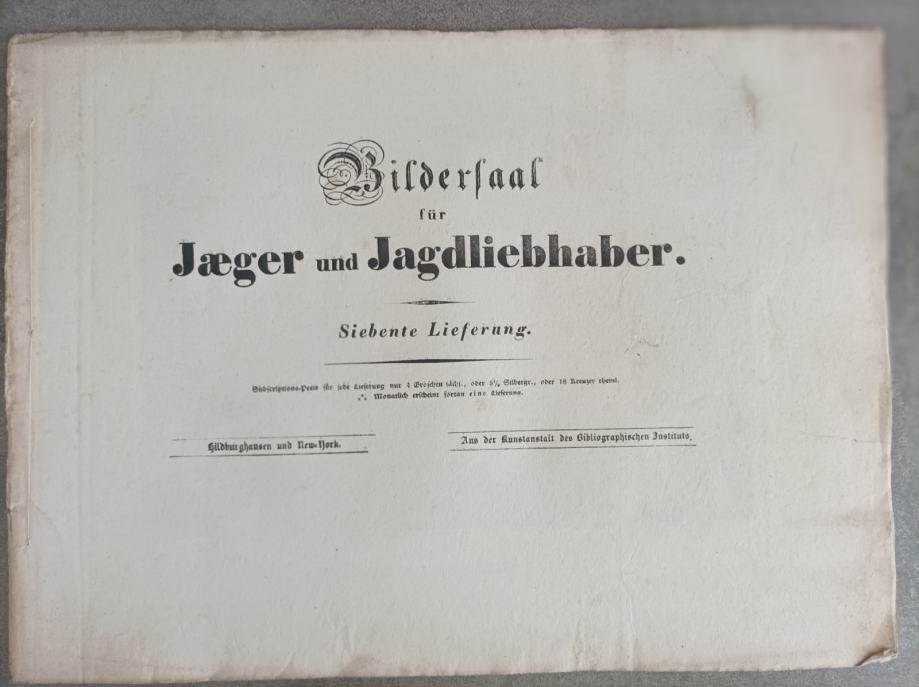 Bilderſaal
für
Jæger und Jagdliebhaber.
Siebente Lieferung.
Subſcriptions-Preis für jede Lieferung nur 4 Groſchen ſächſ., oder 5¼ Silbergr., oder 18 Kreuzer rheinl.
⁂ Monatlich erſcheint fortan eine Lieferung.
Hildburghausen und New-York.
Aus der Kunstanstalt des Bibliographischen Instituts.